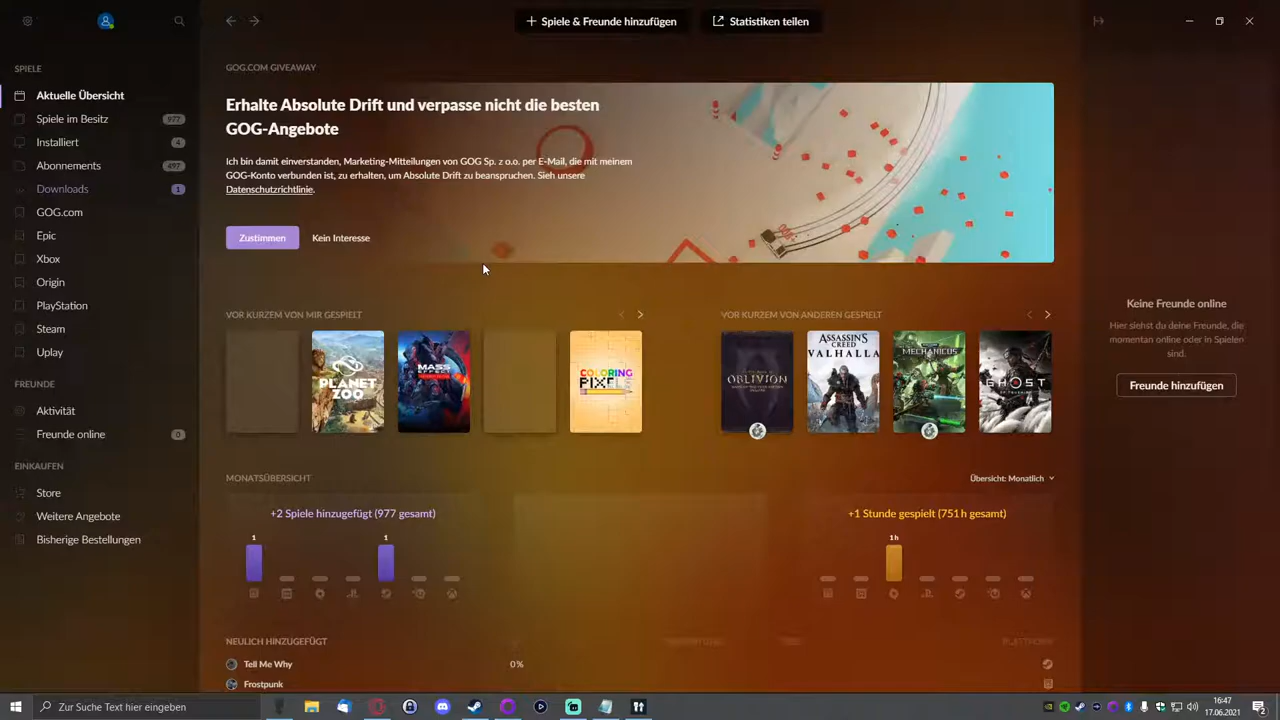 Spiele & Freunde hinzufügen
Statistiken teilen
SPIELE
Aktuelle Übersicht
Spiele im Besitz
977
Installiert
4
Abonnements
497
Downloads
1
GOG.com
Epic
Xbox
Origin
PlayStation
Steam
Uplay
FREUNDE
Aktivität
Freunde online
0
EINKAUFEN
Store
Weitere Angebote
Bisherige Bestellungen
GOG.COM GIVEAWAY
Erhalte Absolute Drift und verpasse nicht die besten
GOG-Angebote
Ich bin damit einverstanden, Marketing-Mitteilungen von GOG Sp. z o.o. per E-Mail, die mit meinem
GOG-Konto verbunden ist, zu erhalten, um Absolute Drift zu beanspruchen. Sieh unsere
Datenschutzrichtlinie.
Zustimmen
Kein Interesse
VOR KURZEM VON MIR GESPIELT
PLANET
ZOO
MASS
EFFECT
COLORING
PIXELS
VOR KURZEM VON ANDEREN GESPIELT
OBLIVION
ASSASSIN'S
CREED
VALHALLA
MECHANICUS
GHOST
MONATSÜBERSICHT
Übersicht: Monatlich
+2 Spiele hinzugefügt (977 gesamt)
1
1
+1 Stunde gespielt (751h gesamt)
1h
NEULICH HINZUGEFÜGT
PLATTFORM
Tell Me Why
0%
Frostpunk
Keine Freunde online
Hier siehst du deine Freunde, die
momentan online oder in Spielen
sind.
Freunde hinzufügen
Zur Suche Text hier eingeben
16:47
17.06.2021
2